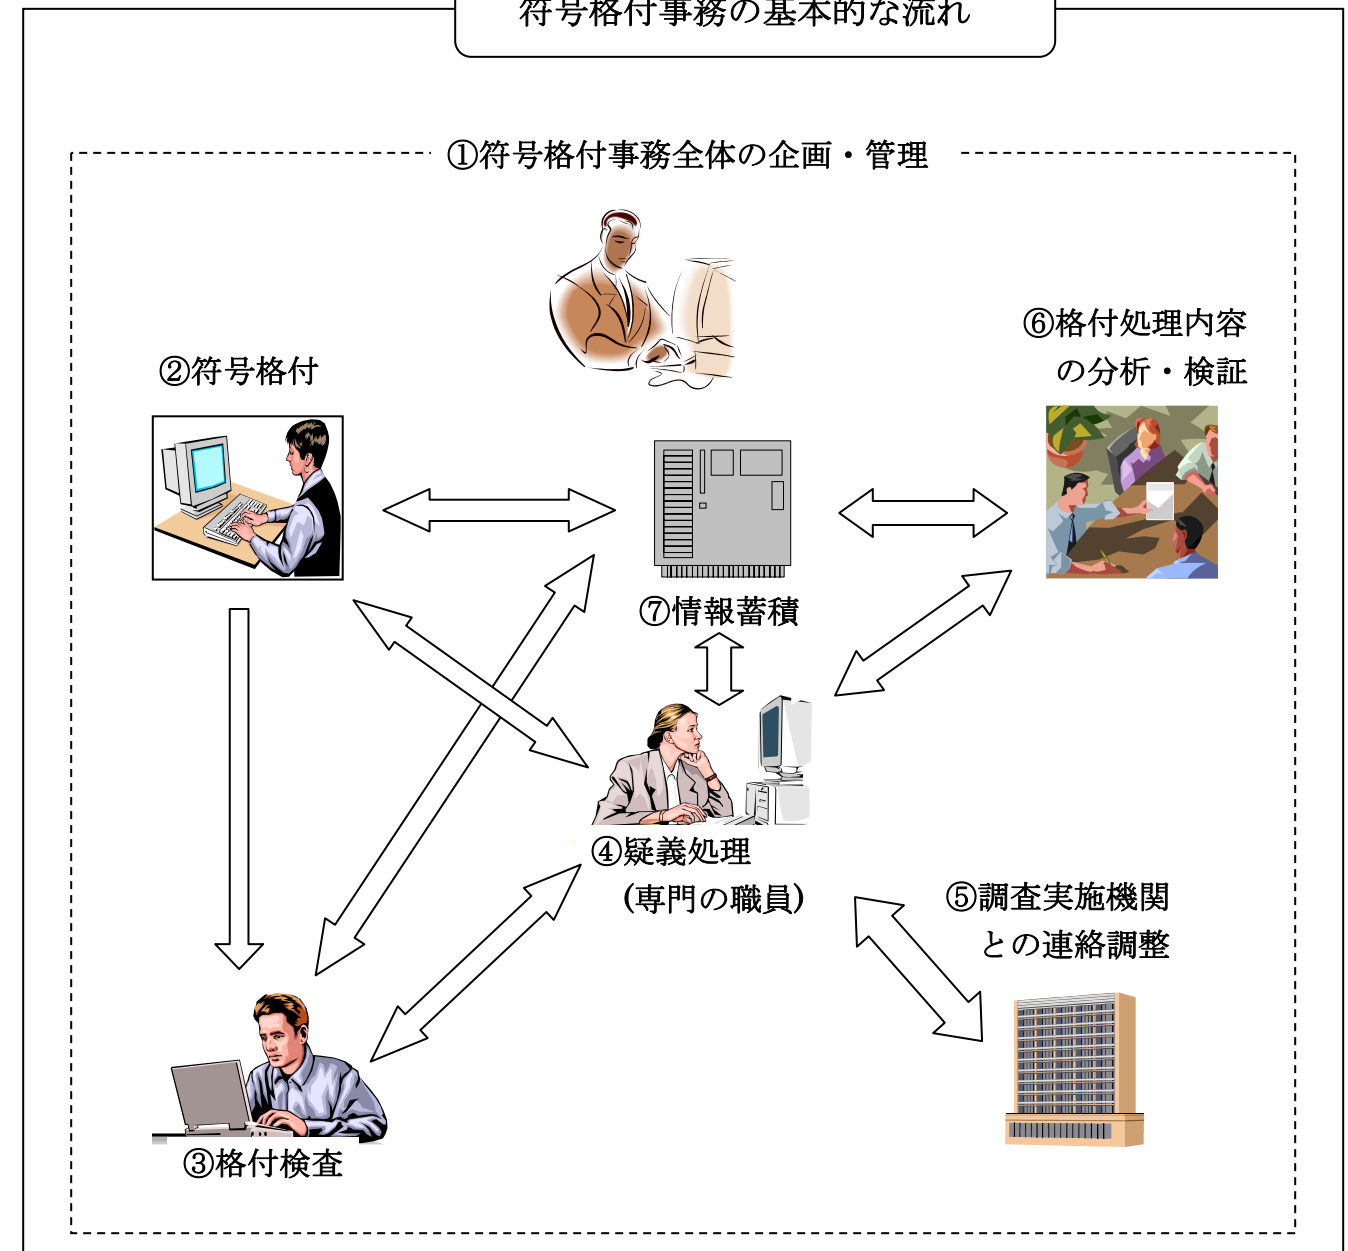 符号格付事務の基本的な流れ
①符号格付事務全体の企画・管理
②符号格付
⑥格付処理内容
の分析・検証
⑦情報蓄積
④疑義処理
(専門の職員)
⑤調査実施機関
との連絡調整
③格付検査